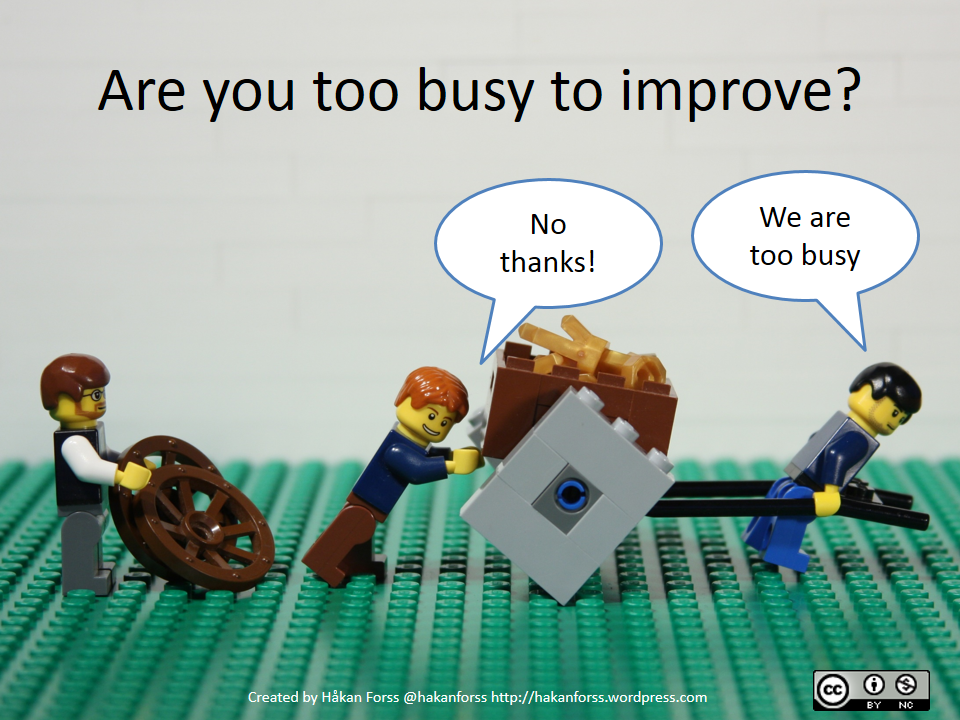 Are you too busy to improve?
No
thanks!
We are
too busy
Created by Håkan Forss @hakanforss http://hakanforss.wordpress.com
cc
BY NC